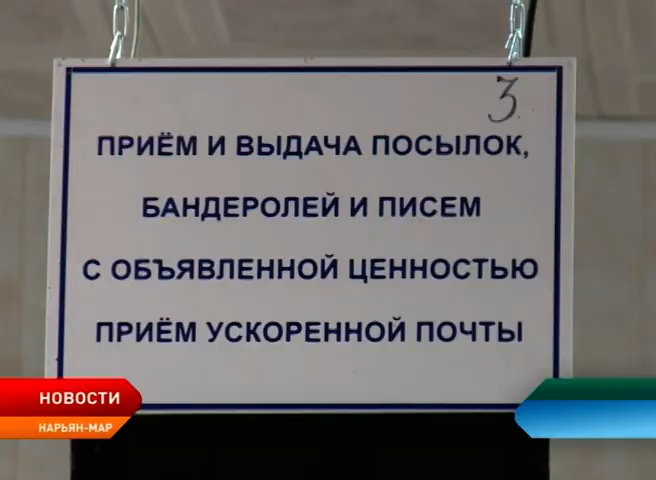 3
ПРИЁМ И ВЫДАЧА ПОСЫЛОК,
БАНДЕРОЛЕЙ И ПИСЕМ
С ОБЪЯВЛЕННОЙ ЦЕННОСТЬЮ
ПРИЁМ УСКОРЕННОЙ ПОЧТЫ
НОВОСТИ
НАРЬЯН-МАР